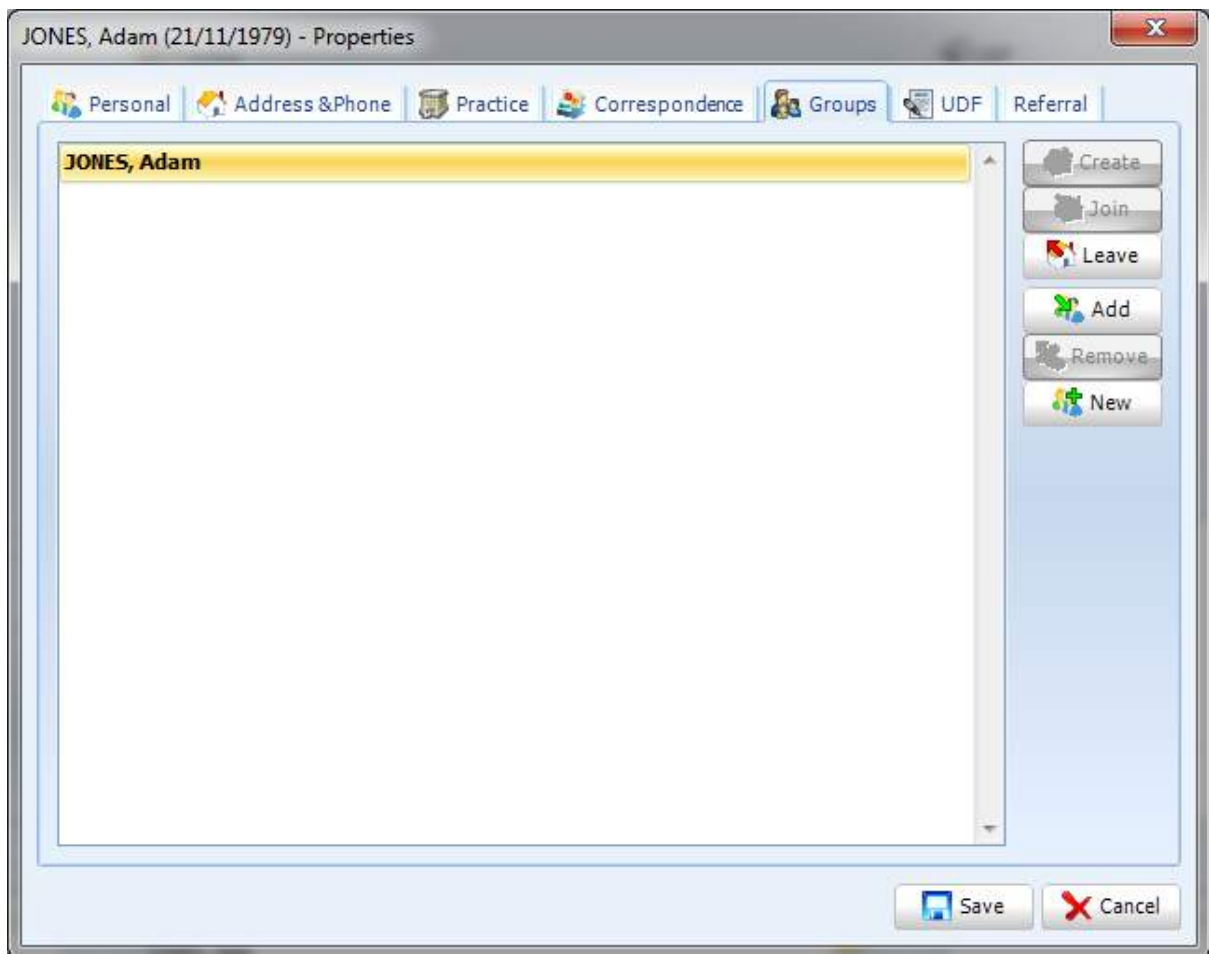 JONES, Adam (21/11/1979) - Properties
Personal Address &Phone Practice Correspondence Groups UDF Referral
JONES, Adam
Create
Join
Leave
Add
Remove
New
Save Cancel